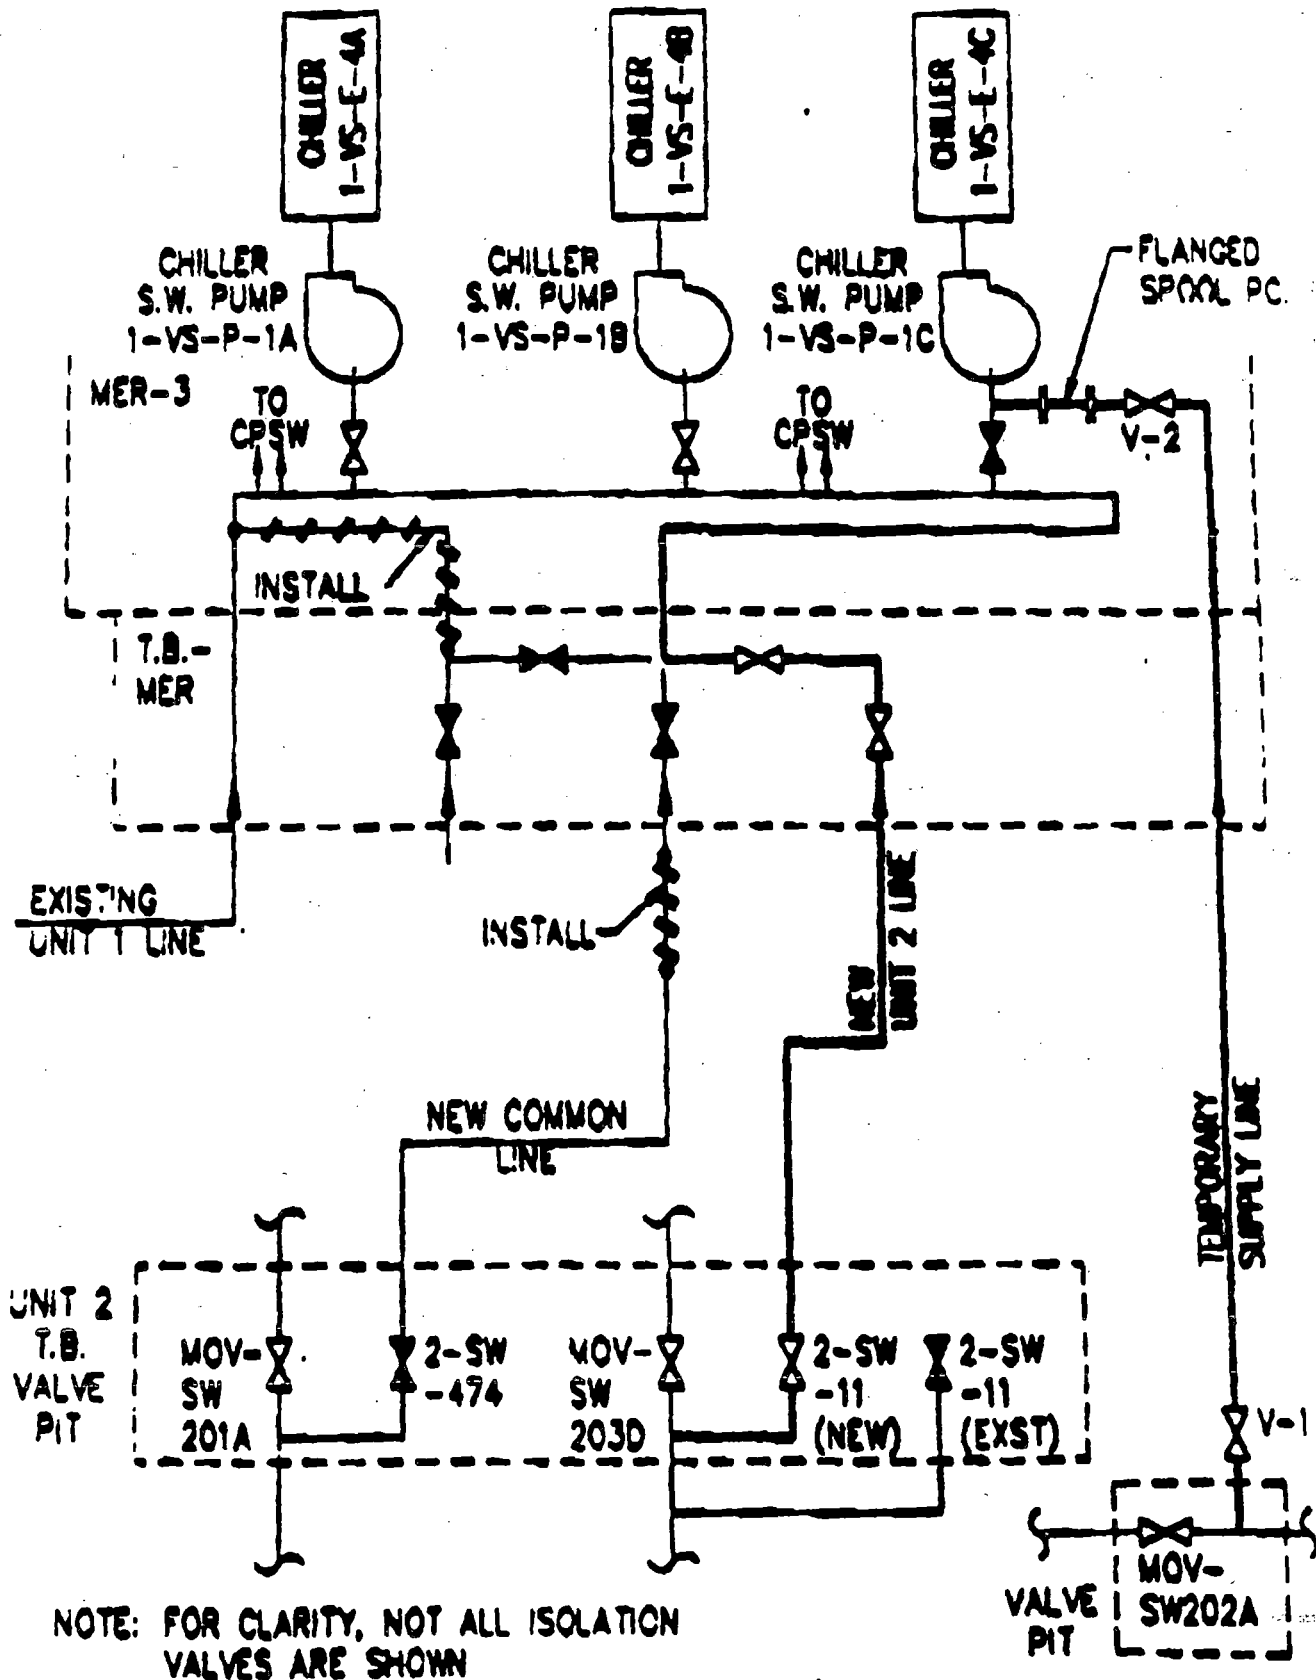 CHILLER
1-VS-E-4A
CHILLER
1-VS-E-4B
CHILLER
1-VS-E-4C
CHILLER
S.W. PUMP
1-VS-P-1A
CHILLER
S.W. PUMP
1-VS-P-1B
CHILLER
S.W. PUMP
1-VS-P-1C
FLANGED
SPOOL PC.
MER-3
TO
CPSW
TO
CPSW
V-2
INSTALL
T.B.-
MER
EXISTING
UNIT 1 LINE
INSTALL
NEW
UNIT 2 LINE
NEW COMMON
LINE
TEMPORARY
SUPPLY LINE
UNIT 2
T.B.
VALVE
PIT
MOV-
SW
201A
2-SW
-474
MOV-
SW
203D
2-SW
-11
(NEW)
2-SW
-11
(EXST)
V-1
VALVE
PIT
MOV-
SW202A
NOTE: FOR CLARITY, NOT ALL ISOLATION
VALVES ARE SHOWN